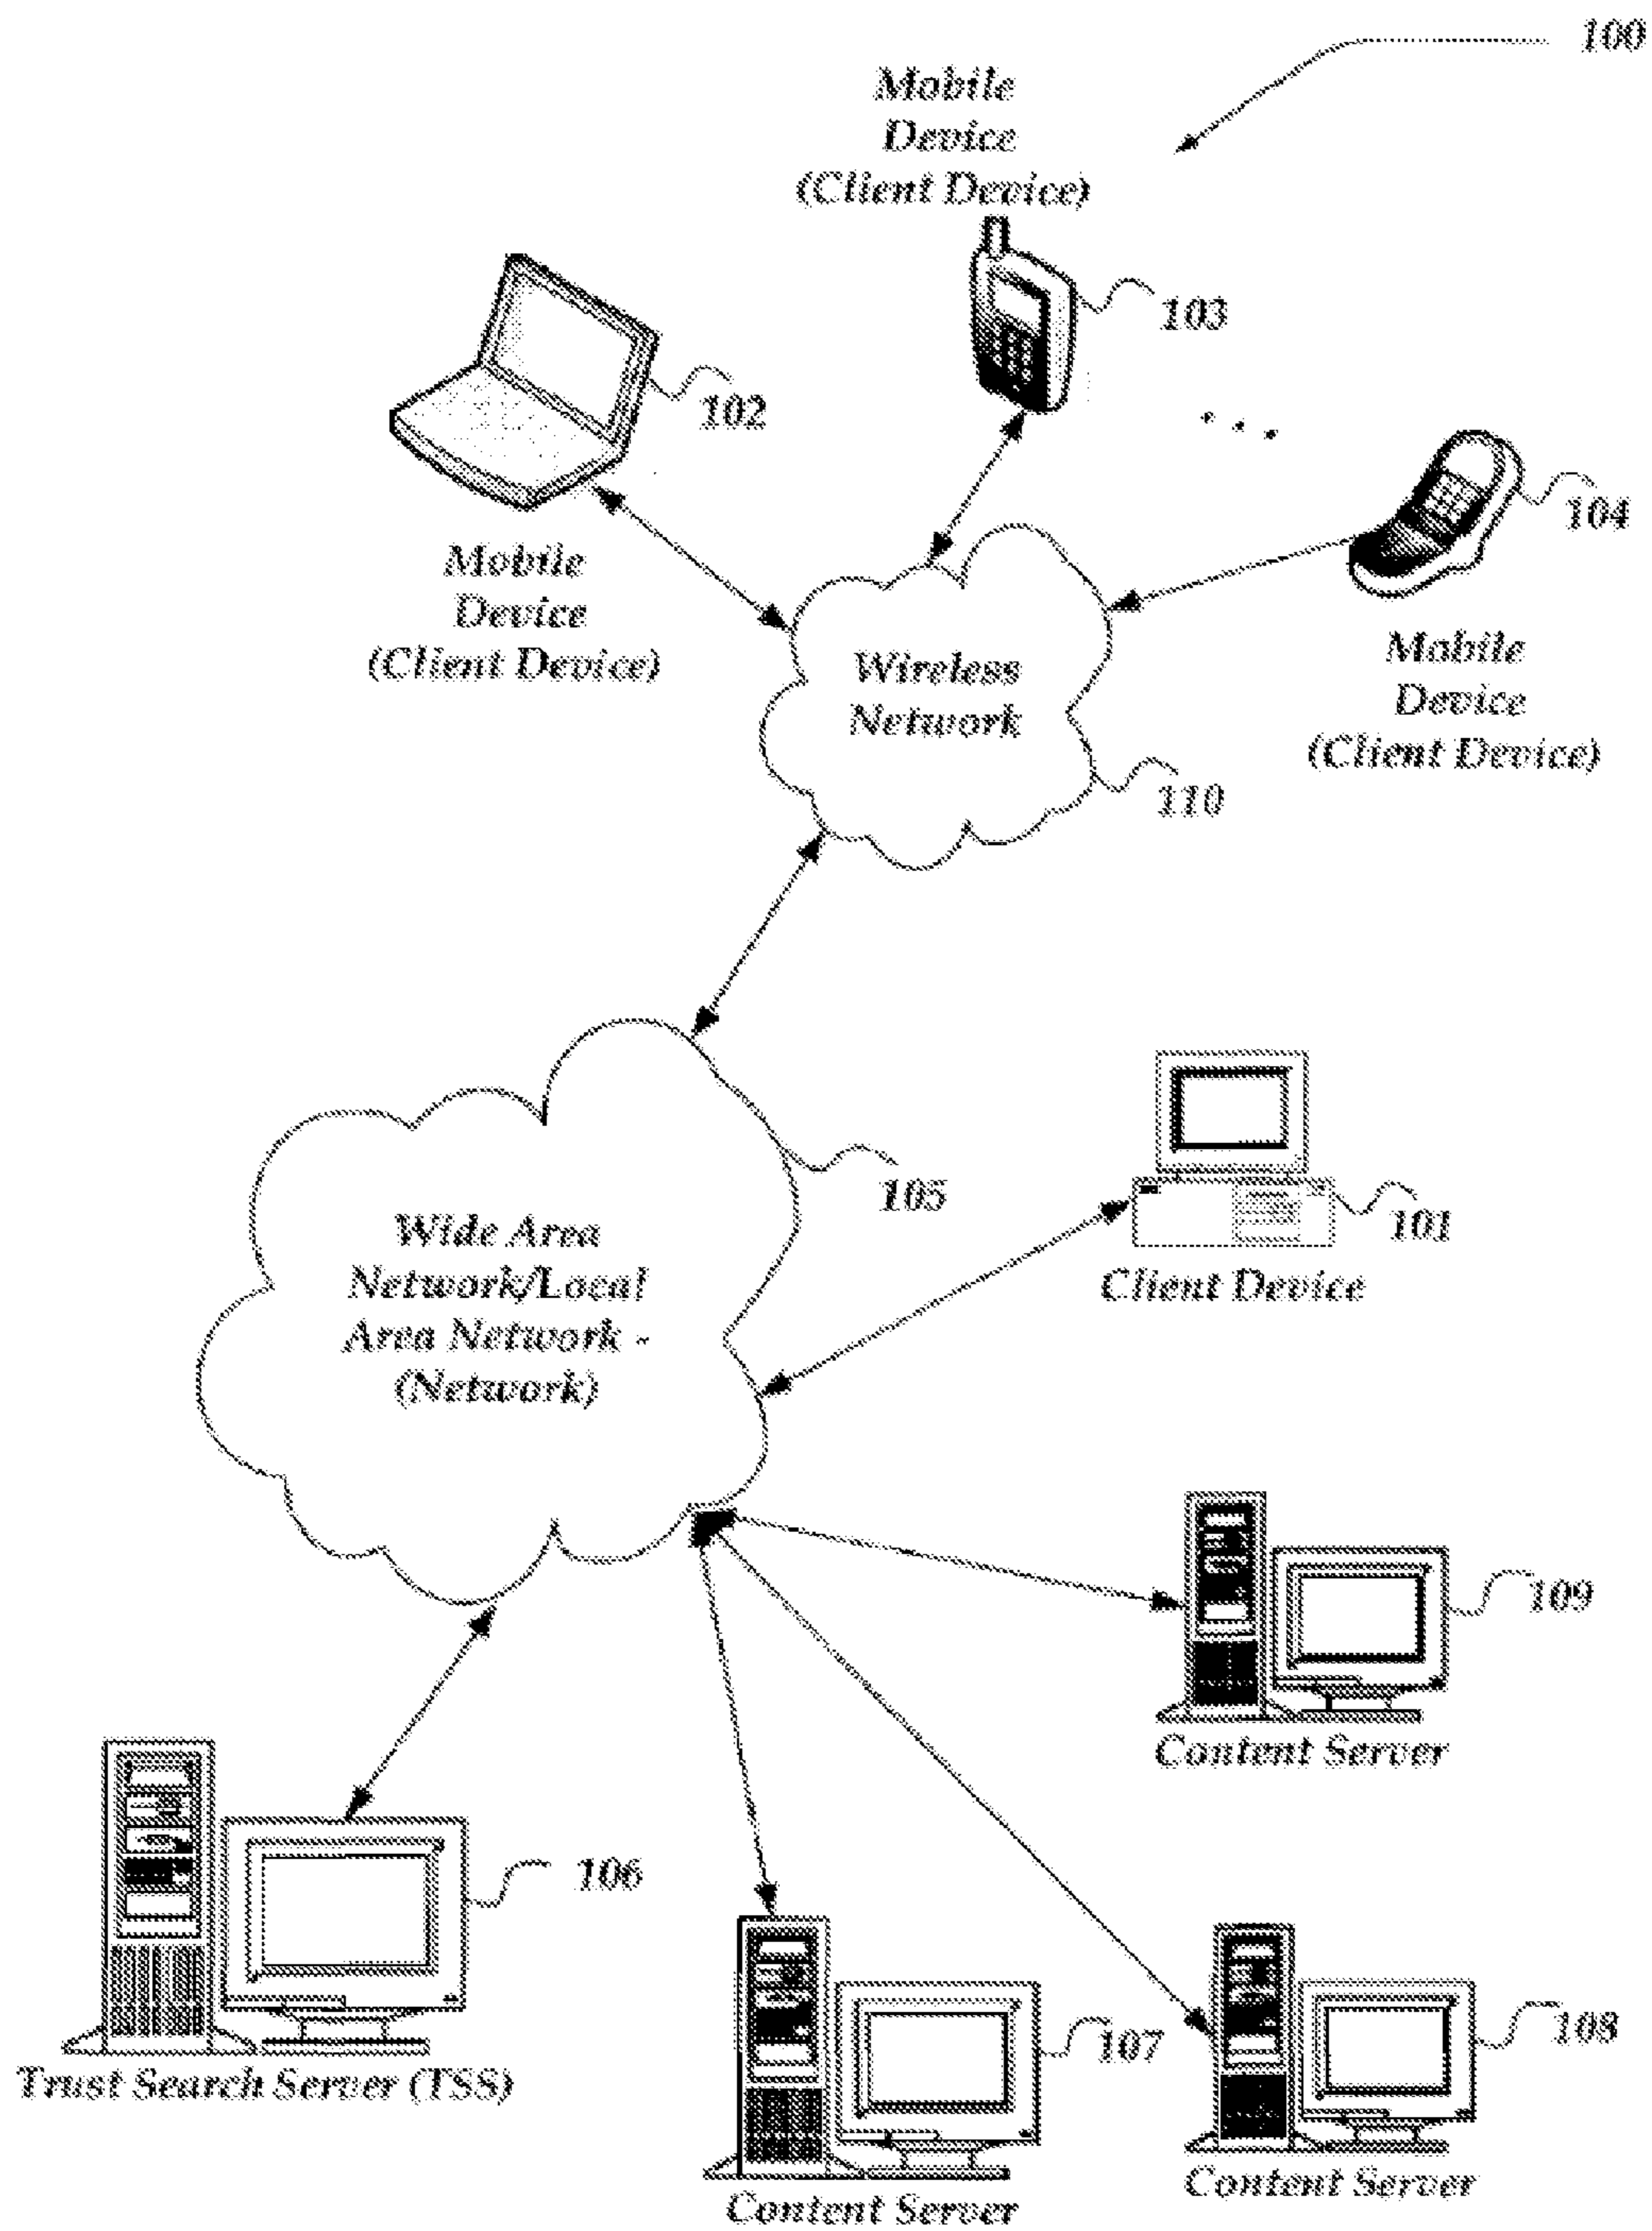 100
Mobile
Device
(Client Device)
103
102
104
Mobile
Device
(Client Device)
Wireless
Network
Mobile
Device
(Client Device)
110
105
101
Wide Area
Network/Local
Area Network -
(Network)
Client Device
109
Content Server
106
107
108
Trust Search Server (TSS)
Content Server
Content Server